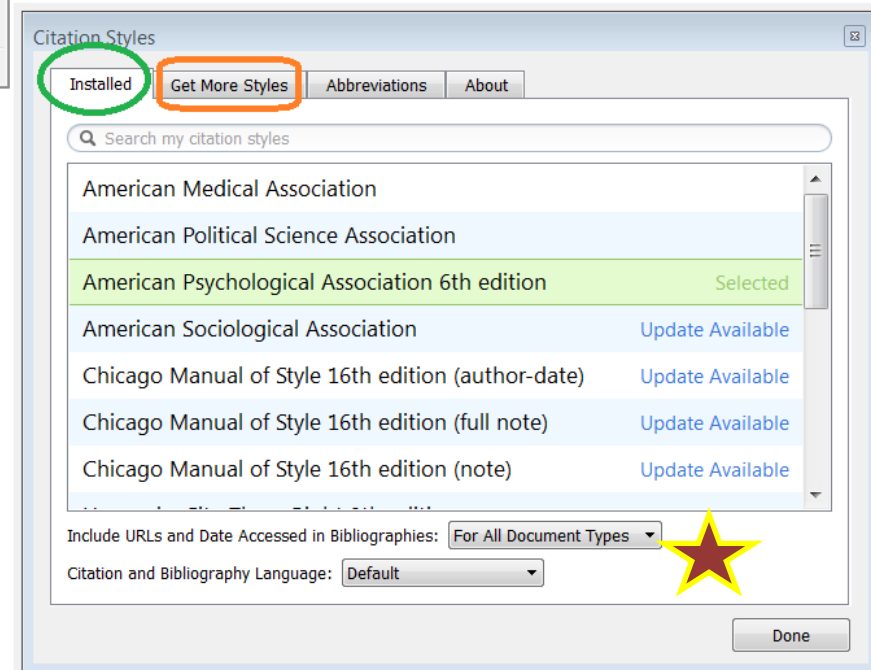 Citation Styles
Installed Get More Styles Abbreviations About
Search my citation styles
American Medical Association
American Political Science Association
American Psychological Association 6th edition Selected
American Sociological Association Update Available
Chicago Manual of Style 16th edition (author-date) Update Available
Chicago Manual of Style 16th edition (full note) Update Available
Chicago Manual of Style 16th edition (note) Update Available
Include URLs and Date Accessed in Bibliographies: For All Document Types
Citation and Bibliography Language: Default
Done